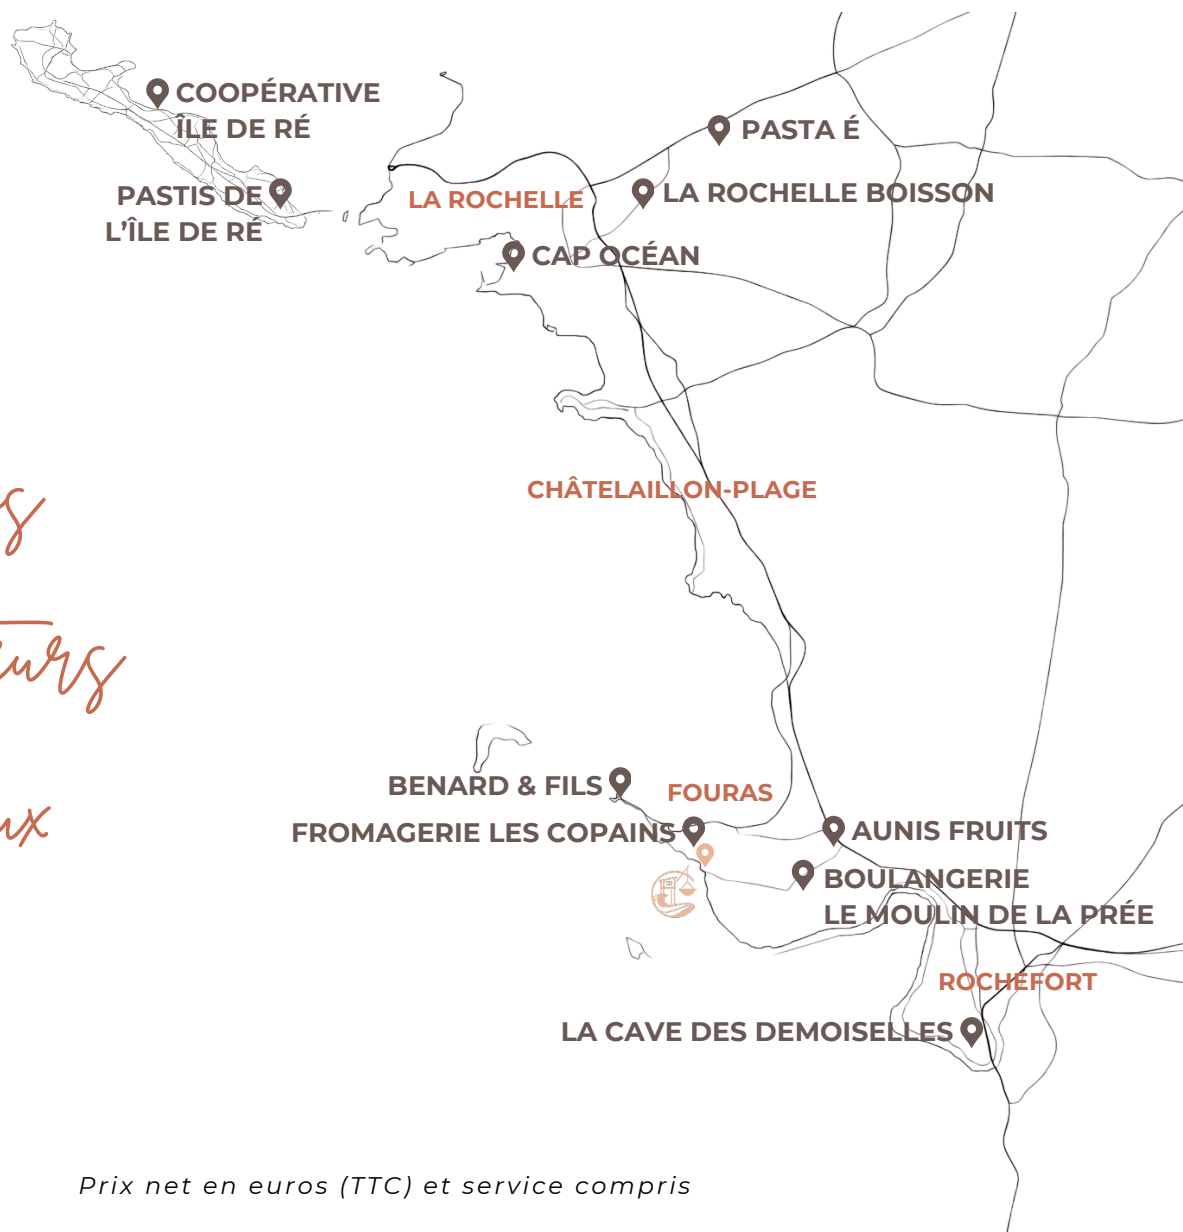 COOPÉRATIVE
ÎLE DE RÉ
PASTA É
PASTIS DE
L'ÎLE DE RÉ
LA ROCHELLE
LA ROCHELLE BOISSON
CAP OCÉAN
CHÂTELAILLON-PLAGE
BENARD & FILS
FOURAS
FROMAGERIE LES COPAINS
AUNIS FRUITS
BOULANGERIE
LE MOULIN DE LA PRÉE
ROCHEFORT
LA CAVE DES DEMOISELLES
Prix net en euros (TTC) et service compris